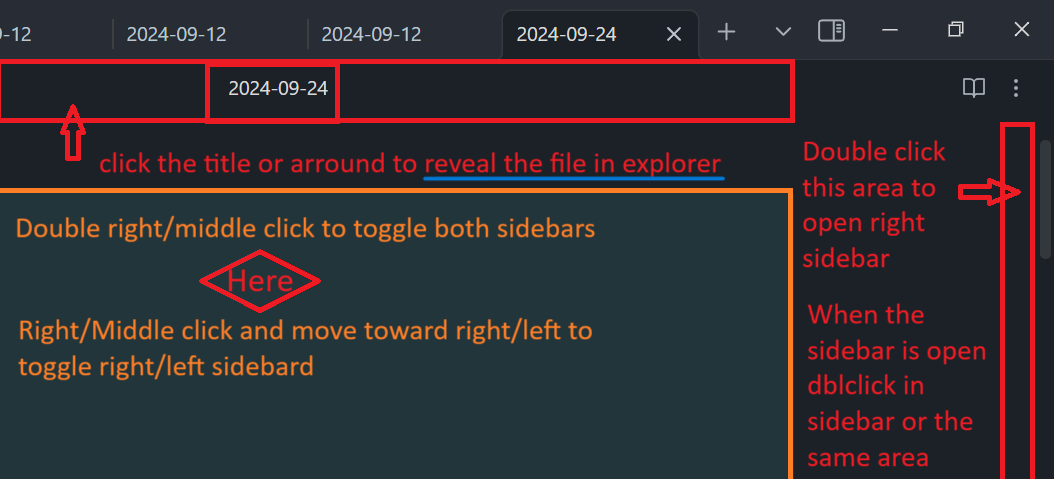 -12
2024-09-12
2024-09-12
2024-09-24
2024-09-24
click the title or arround to reveal the file in explorer
Double right/middle click to toggle both sidebars
Here
Right/Middle click and move toward right/left to
toggle right/left sidebard
Double click
this area to
open right
sidebar
When the
sidebar is open
dblclick in
sidebar or the
same area